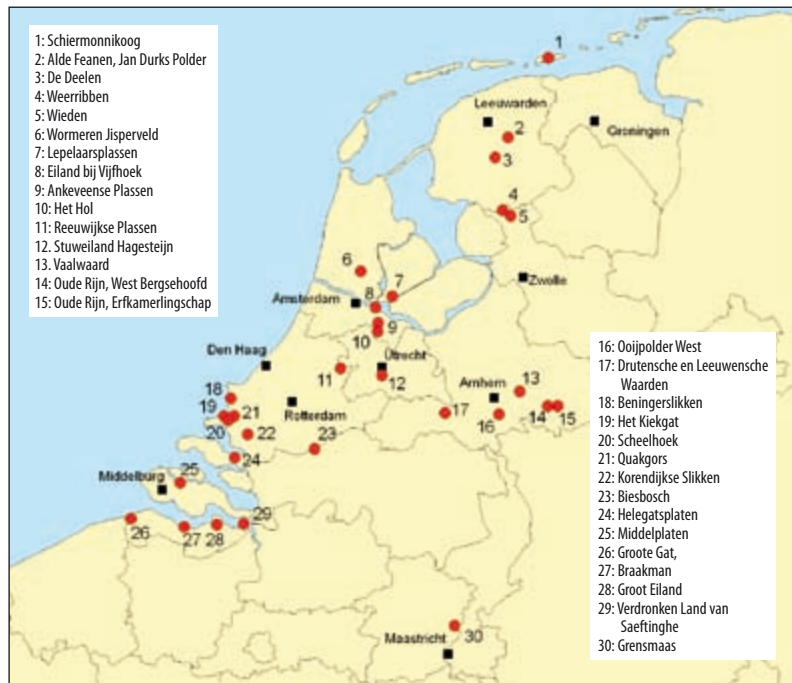 1: Schiermonnikoog
2: Alde Feanen, Jan Durks Polder
3: De Deelen
4: Weerribben
5: Wieden
6: Wormeren Jisperveld
7: Lepelaarsplassen
8: Eiland bij Vijfhoek
9: Ankeveense Plassen
10: Het Hol
11: Reeuwijkse Plassen
12. Stuweiland Hagesteijn
13. Vaalwaard
14: Oude Rijn, West Bergsehoofd
15: Oude Rijn, Erfkamerlingschap
1
Leeuwarden
Groningen
2
3
4
5
6
7
Zwolle
Amsterdam
8
9
10
Den Haag
Utrecht
11
12
Arnhem
13
18
19
21
Rotterdam
17
16
14
15
20
22
23
24
Middelburg
25
26
27
28
29
Maastricht
30
16: Ooijpolder West
17: Drutensche en Leeuwensche
Waarden
18: Beningerslikken
19: Het Kiekgat
20: Scheelhoek
21: Quakgors
22: Korendijkse Slikken
23: Biesbosch
24: Helegatsplaten
25: Middelplaten
26: Groote Gat,
27: Braakman
28: Groot Eiland
29: Verdronken Land van
Saeftinghe
30: Grensmaas